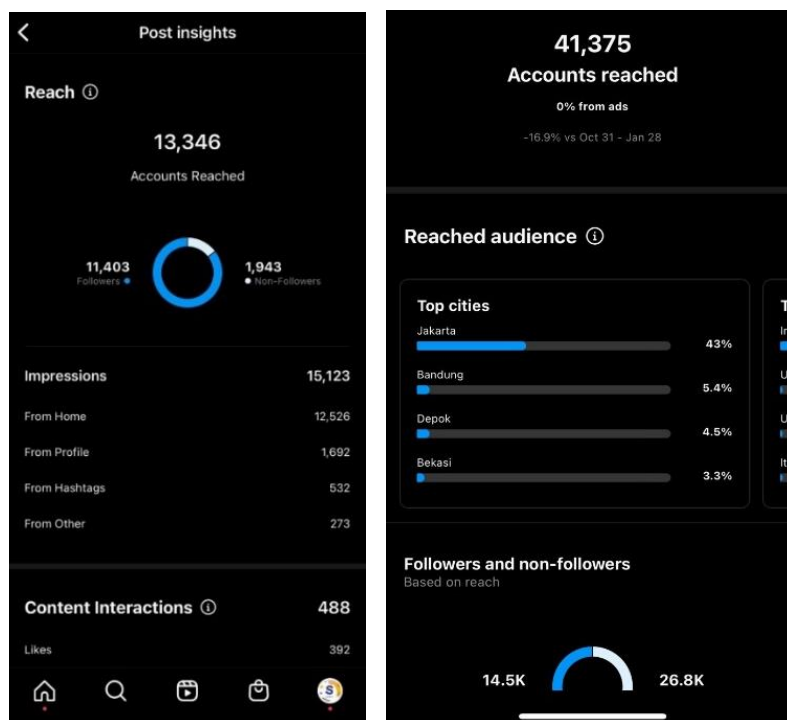 Post insights
Reach
13,346
Accounts Reached
11,403
Followers
1,943
Non-Followers
Impressions 15,123
From Home 12,526
From Profile 1,692
From Hashtags 532
From Other 273
Content Interactions 488
Likes 392
S
41,375
Accounts reached
0% from ads
-16.9% vs Oct 31 - Jan 28
Reached audience
Top cities
Jakarta
43%
Bandung
5.4%
Depok
4.5%
Bekasi
3.3%
Followers and non-followers
Based on reach
14.5K
26.8K